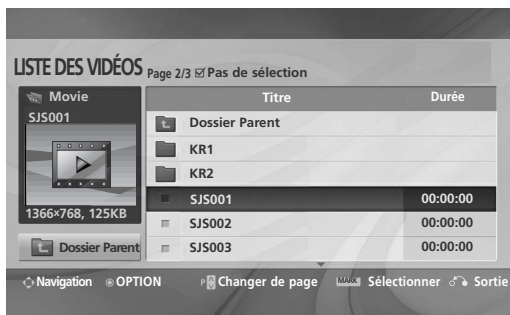 LISTE DES VIDÉOS Page 2/3 ☑ Pas de sélection
Movie
SJS001
1366×768, 125KB
Dossier Parent
Titre Durée
Dossier Parent
KR1
KR2
SJS001 00:00:00
SJS002 00:00:00
SJS003 00:00:00
Navigation OPTION P Changer de page MARK Sélectionner Sortie